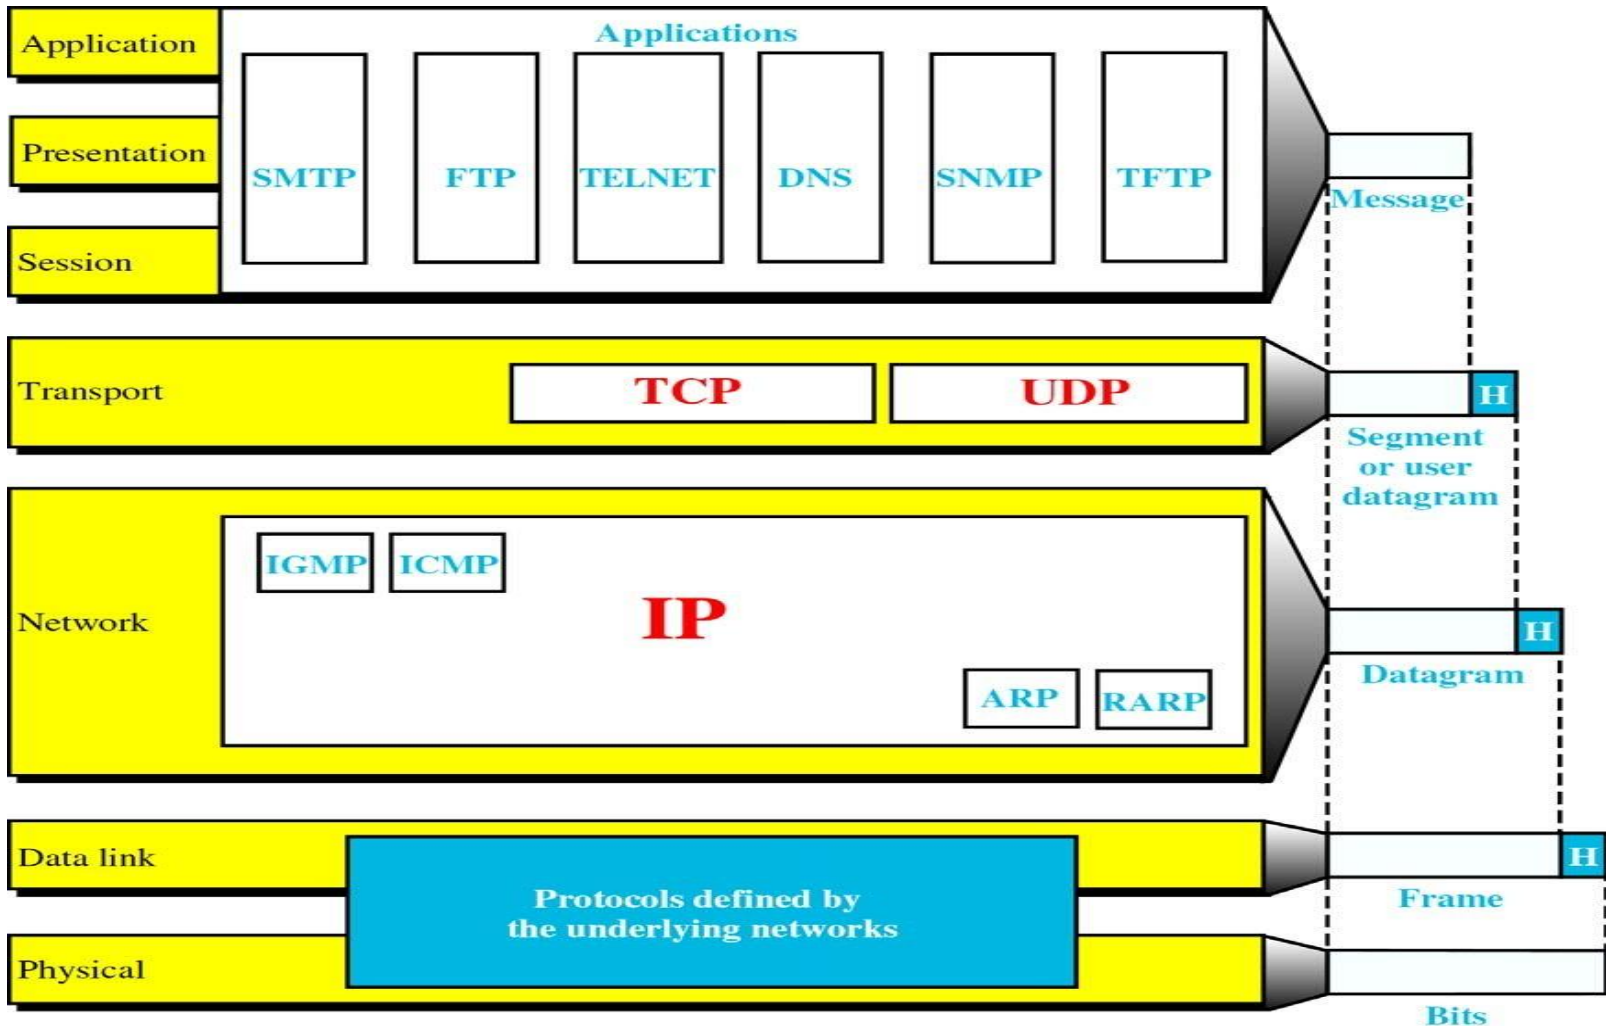 Application
Applications
Presentation
SMTP
FTP
TELNET
DNS
SNMP
TFTP
Message
Session
Transport
TCP
UDP
H
Segment
or user
datagram
IGMP
ICMP
Network
IP
H
Datagram
ARP
RARP
Data link
H
Protocols defined by
the underlying networks
Frame
Physical
Bits